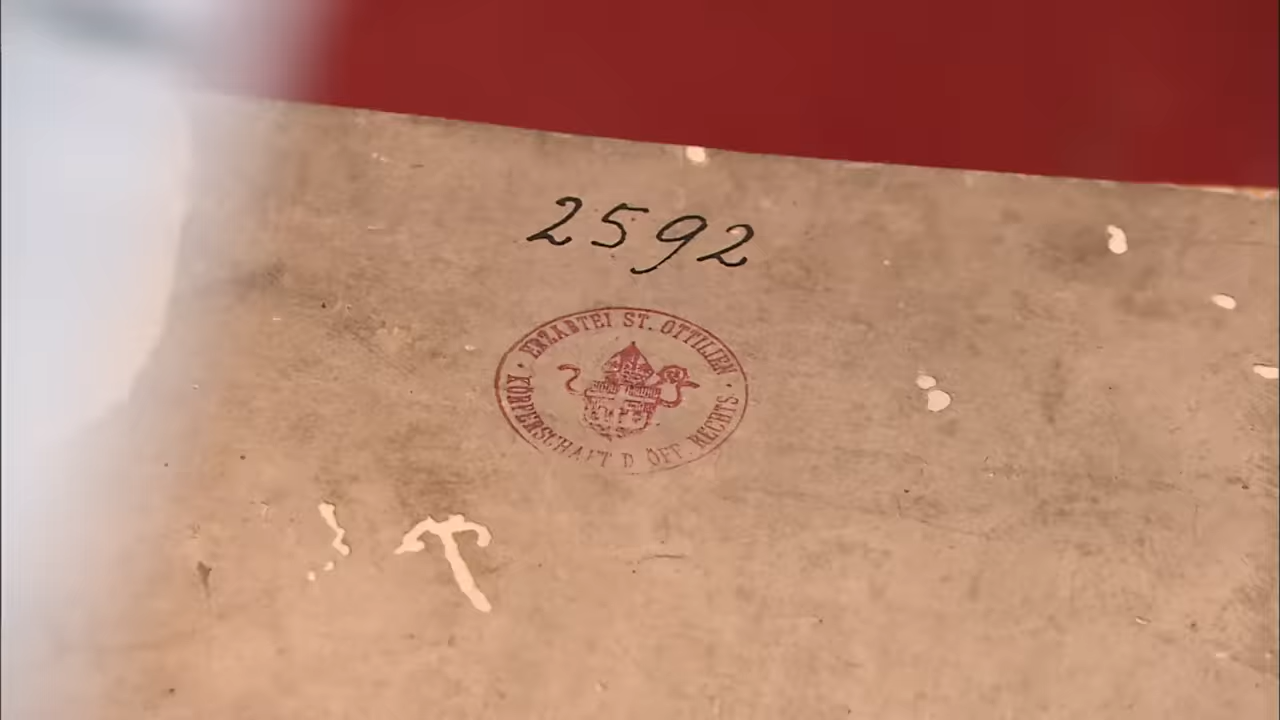 2592
ERZABTEI ST. OTTILIEN
KÖRPERSCHAFT D. ÖFF. RECHTS